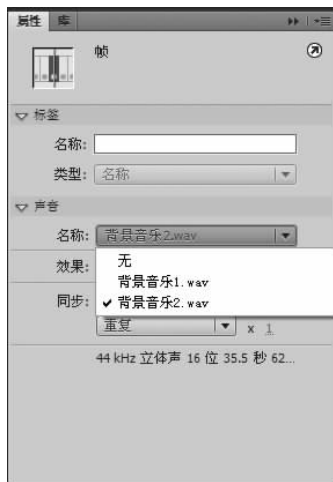 属性 库
帧
标签
名称:
类型: 名称
声音
名称: 背景音乐2.wav
效果: 无
背景音乐1.wav
同步: 背景音乐2.wav
重复 x 1
44 kHz 立体声 16 位 35.5 秒 62...